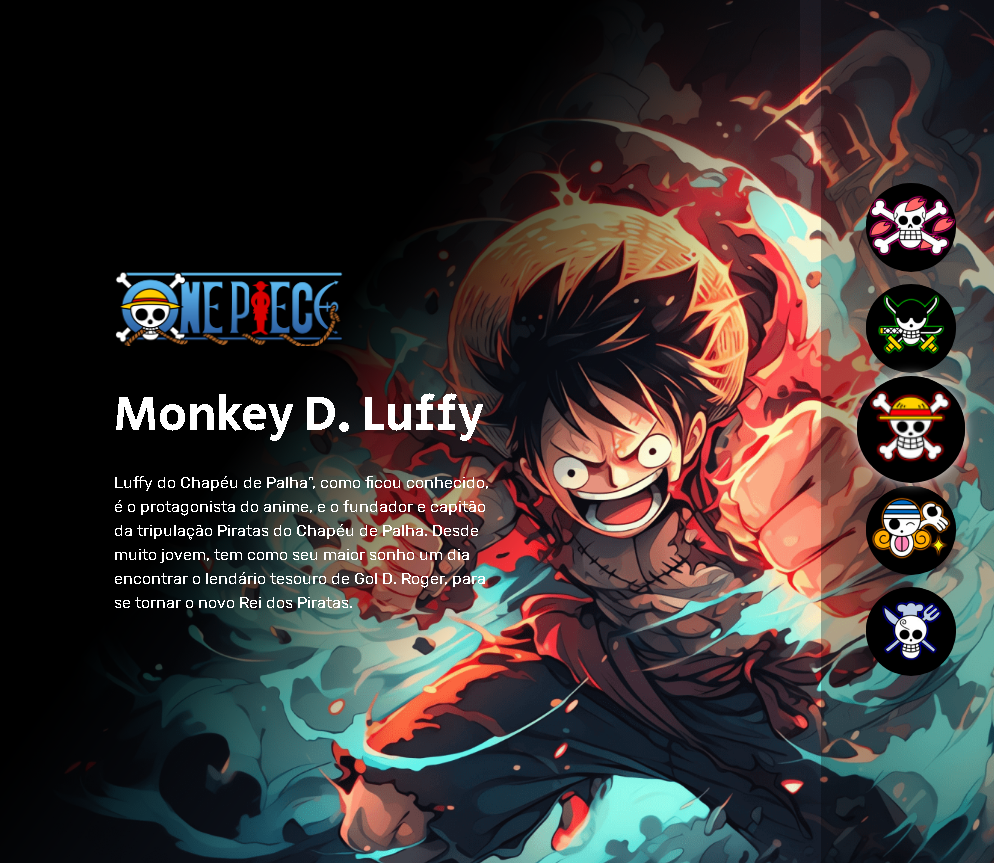 ONE PIECE
Monkey D. Luffy
Luffy do Chapéu de Palha", como ficou conhecido,
é o protagonista do anime, e o fundador e capitão
da tripulação Piratas do Chapéu de Palha. Desde
muito jovem, tem como seu maior sonho um dia
encontrar o lendário tesouro de Gol D. Roger, para
se tornar o novo Rei dos Piratas.